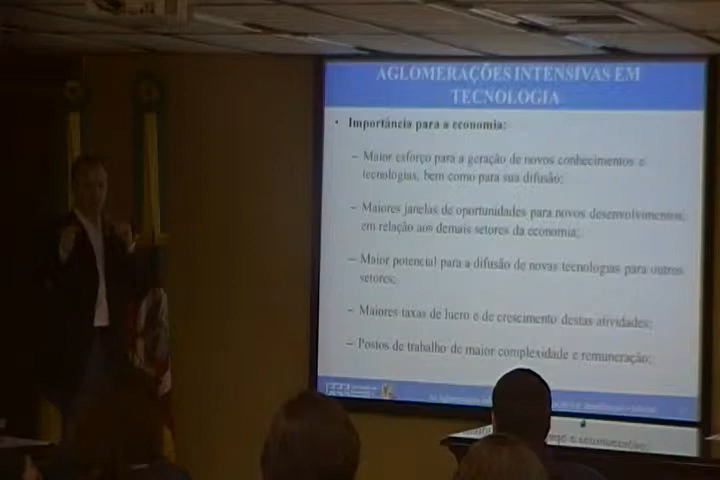 AGLOMERAÇÕES INTENSIVAS EM
TECNOLOGIA
• Importância para a economia:
– Maior esforço para a geração de novos conhecimentos e
tecnologias, bem como para sua difusão;
– Maiores janelas de oportunidades para novos desenvolvimentos,
em relação aos demais setores da economia;
– Maior potencial para a difusão de novas tecnologias para outros
setores;
– Maiores taxas de lucro e de crescimento destas atividades;
– Postos de trabalho de maior complexidade e remuneração;
FEE